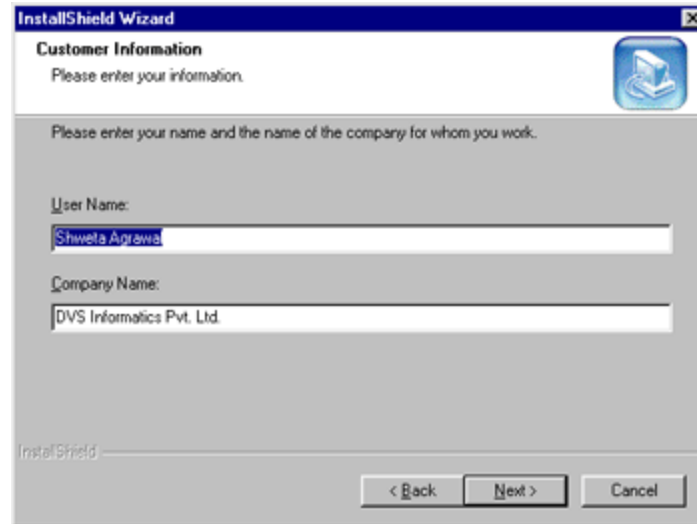 InstallShield Wizard
Customer Information
Please enter your information.
Please enter your name and the name of the company for whom you work.
User Name:
Shweta Agrawal
Company Name:
DVS Informatics Pvt. Ltd.
InstallShield
< Back Next > Cancel